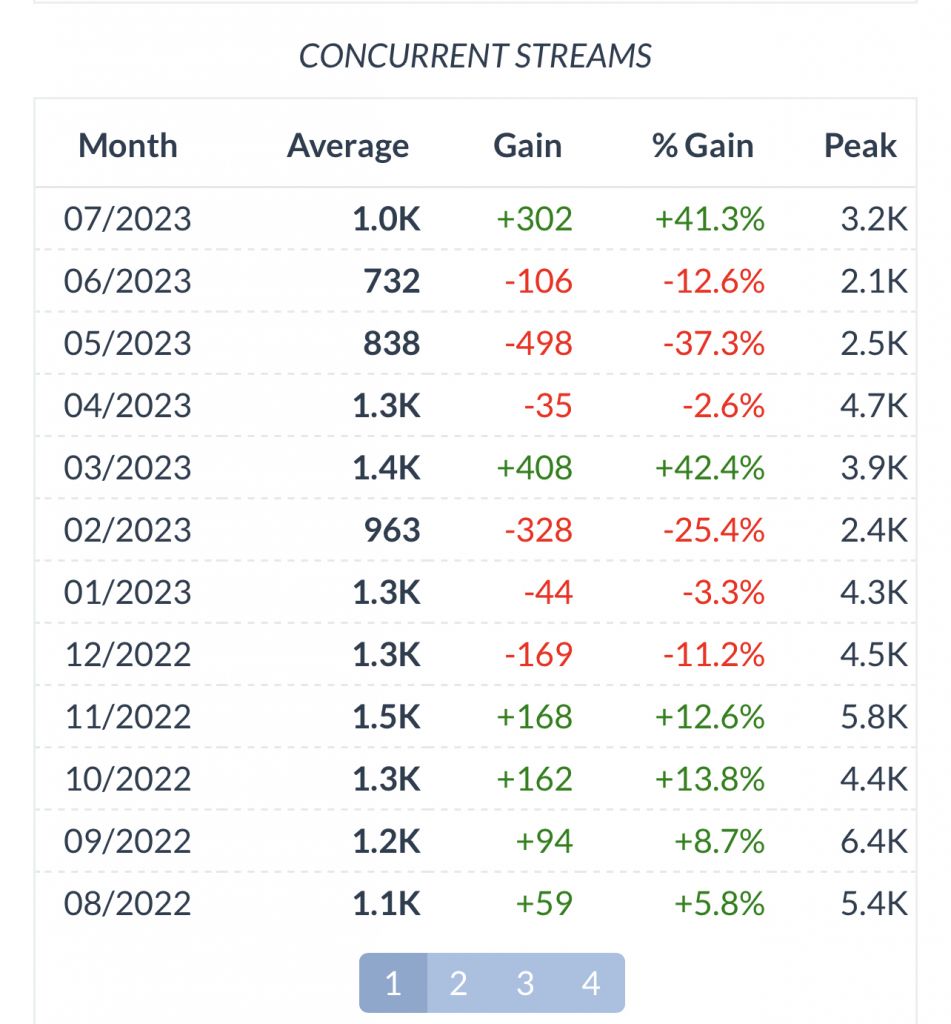 CONCURRENT STREAMS
Month Average Gain % Gain Peak
07/2023 1.0K +302 +41.3% 3.2K
06/2023 732 -106 -12.6% 2.1K
05/2023 838 -498 -37.3% 2.5K
04/2023 1.3K -35 -2.6% 4.7K
03/2023 1.4K +408 +42.4% 3.9K
02/2023 963 -328 -25.4% 2.4K
01/2023 1.3K -44 -3.3% 4.3K
12/2022 1.3K -169 -11.2% 4.5K
11/2022 1.5K +168 +12.6% 5.8K
10/2022 1.3K +162 +13.8% 4.4K
09/2022 1.2K +94 +8.7% 6.4K
08/2022 1.1K +59 +5.8% 5.4K
1 2 3 4